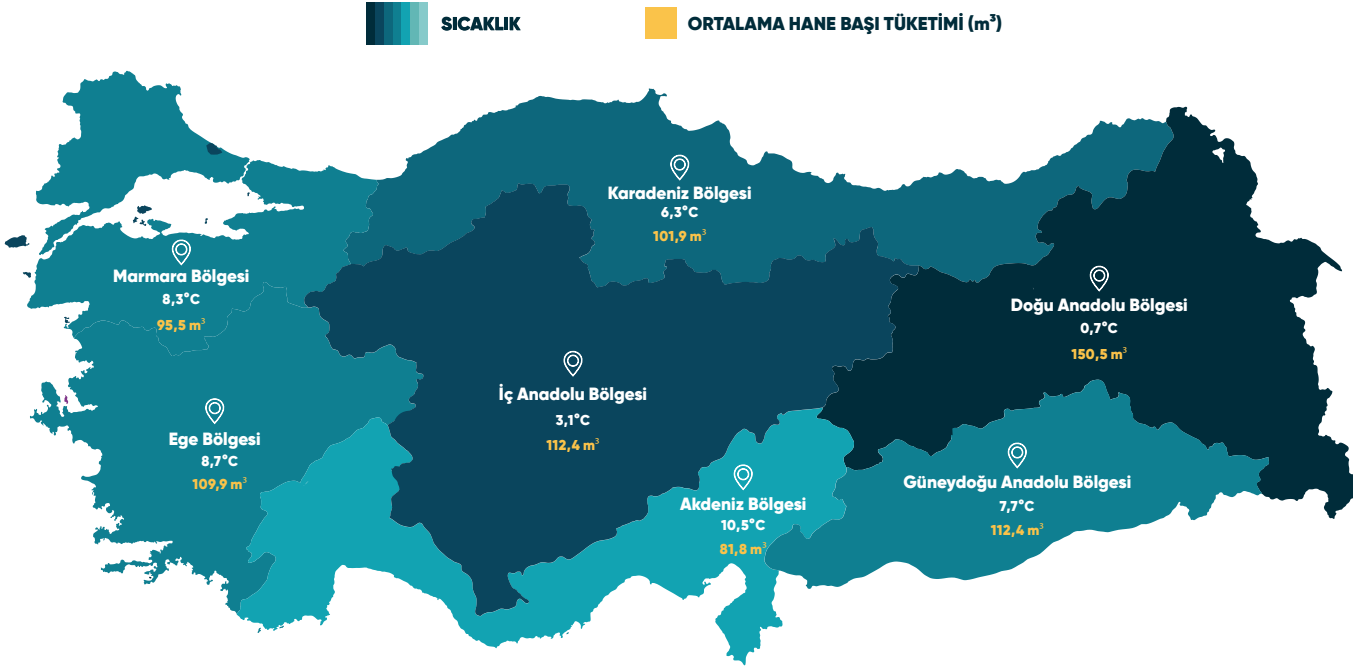 SICAKLIK
ORTALAMA HANE BAŞI TÜKETİMİ (m³)
Karadeniz Bölgesi
6,3°C
101,9 m³
Marmara Bölgesi
8,3°C
95,5 m³
Doğu Anadolu Bölgesi
0,7°C
150,5 m³
İç Anadolu Bölgesi
3,1°C
112,4 m³
Ege Bölgesi
8,7°C
109,9 m³
Akdeniz Bölgesi
10,5°C
81,8 m³
Güneydoğu Anadolu Bölgesi
7,7°C
112,4 m³